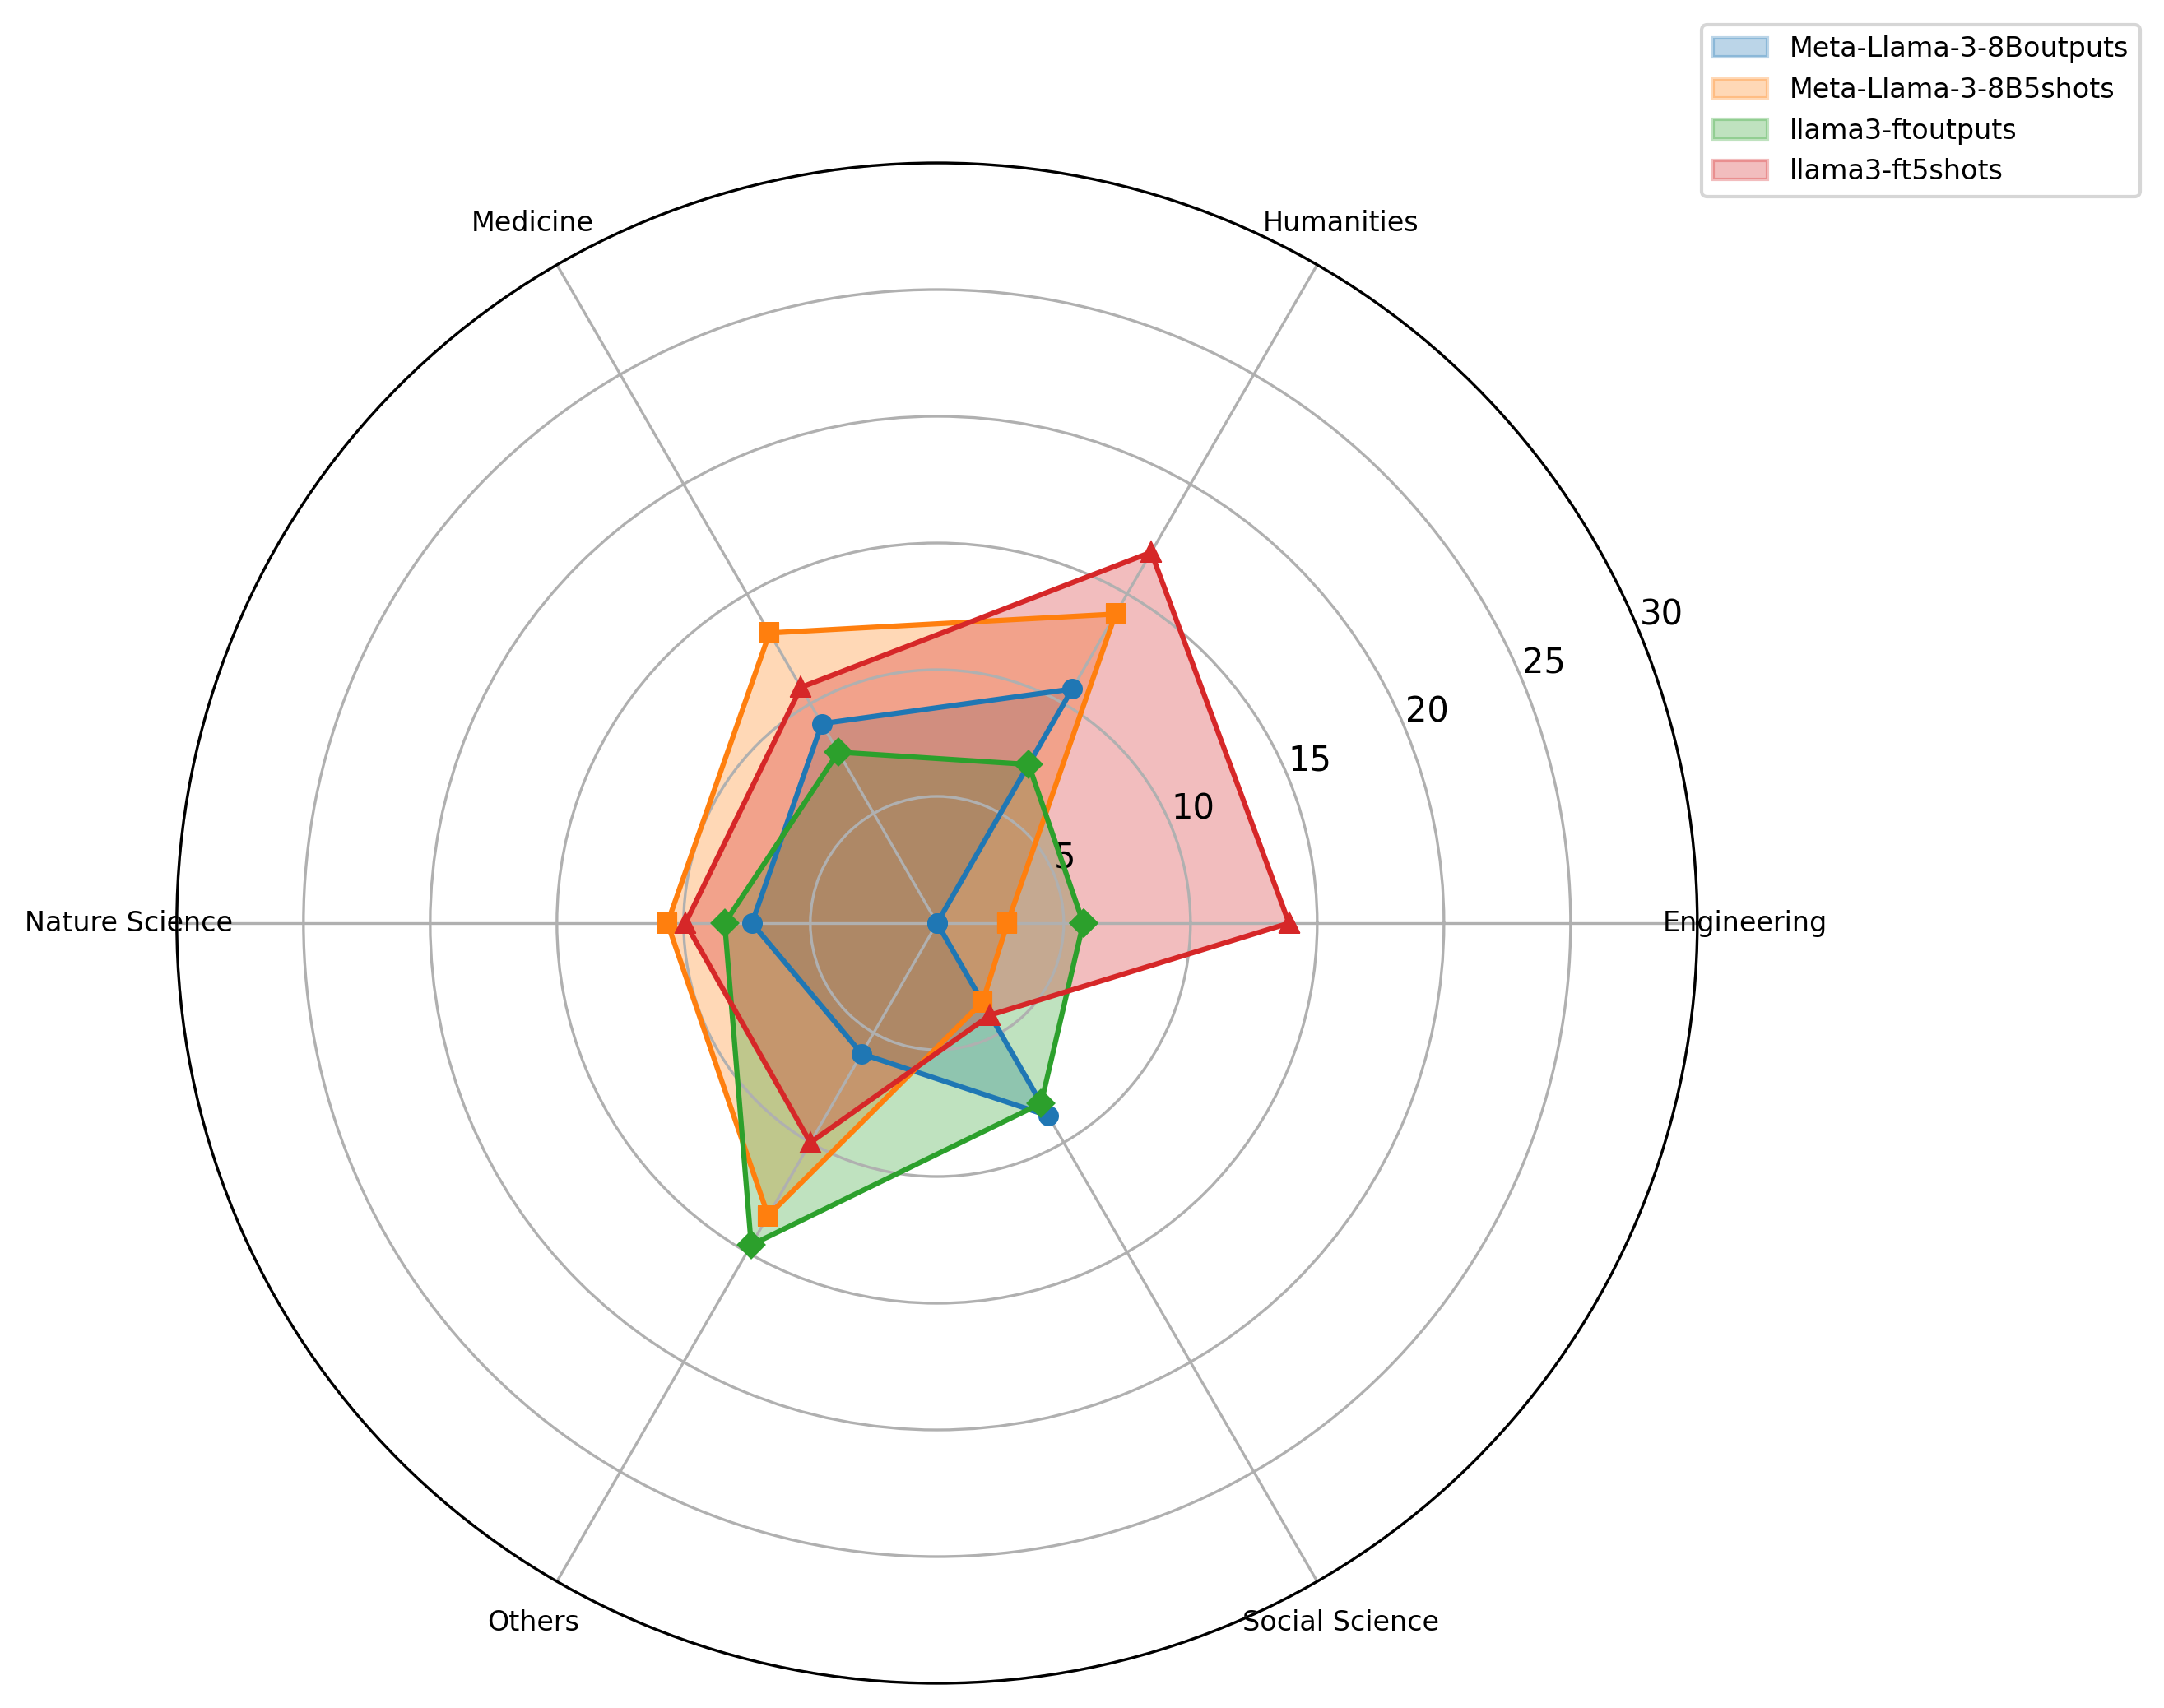 Meta-Llama-3-8Boutputs
Meta-Llama-3-8B5shots
llama3-ftoutputs
llama3-ft5shots
Medicine
Humanities
30
25
20
15
10
5
Nature Science
Engineering
Others
Social Science